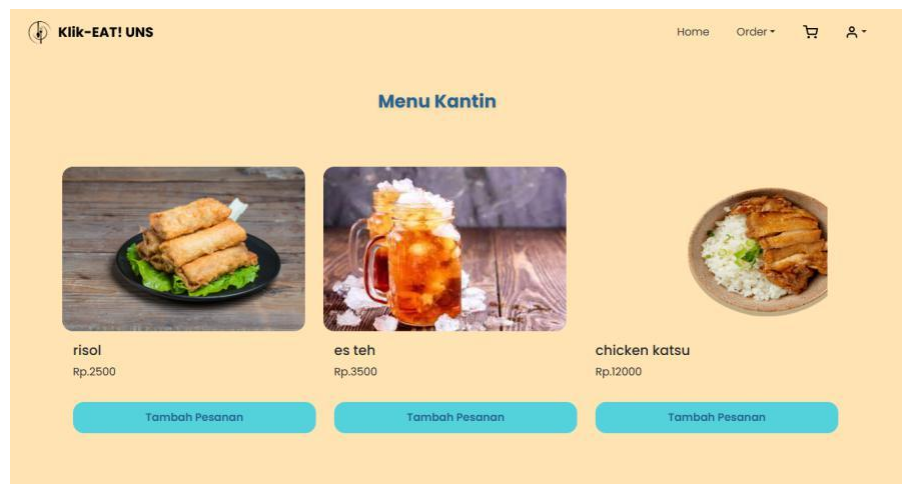 Klik-EAT! UNS
Home Order
Menu Kantin
risol
Rp.2500
Tambah Pesanan
es teh
Rp.3500
Tambah Pesanan
chicken katsu
Rp.12000
Tambah Pesanan